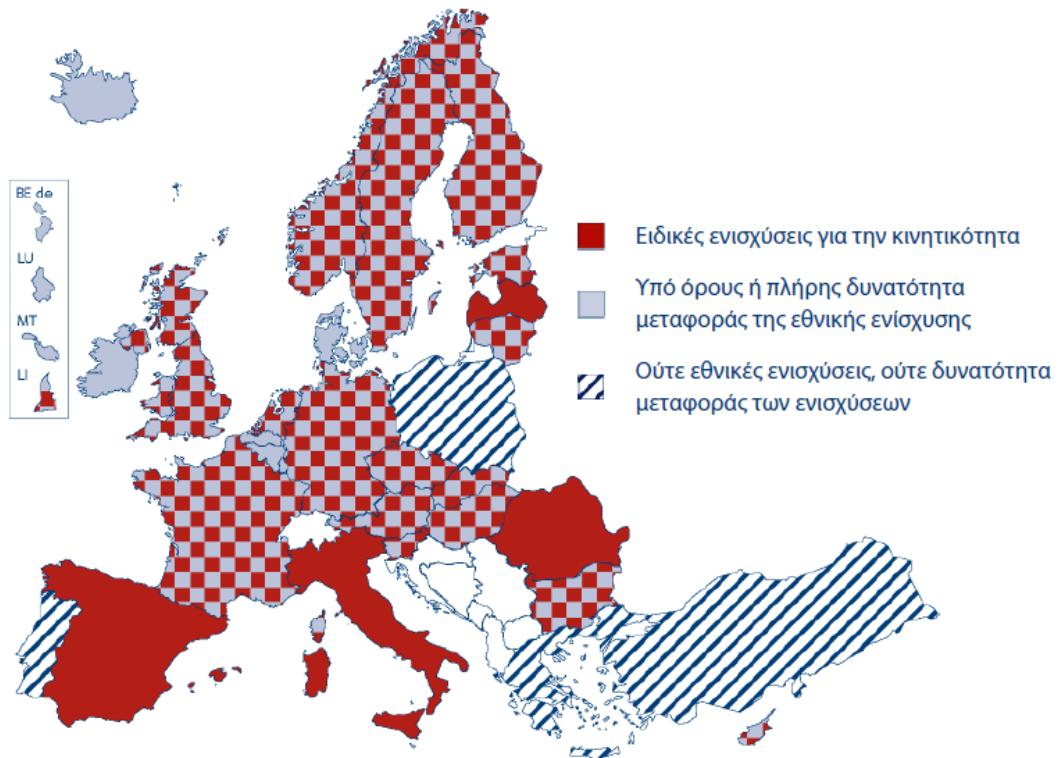 BE de
LU
MT
LI
Ειδικές ενισχύσεις για την κινητικότητα
Υπό όρους ή πλήρης δυνατότητα
μεταφοράς της εθνικής ενίσχυσης
Ούτε εθνικές ενισχύσεις, ούτε δυνατότητα
μεταφοράς των ενισχύσεων